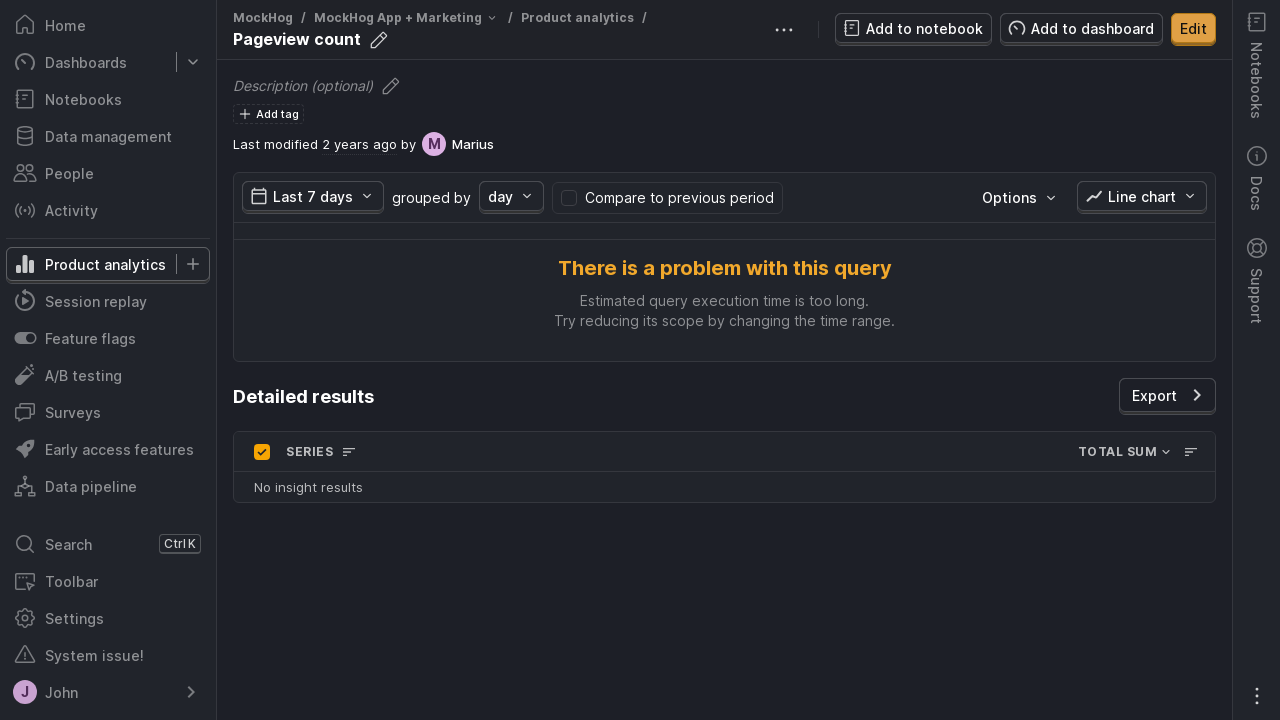 Home
Dashboards
Notebooks
Data management
People
Activity
Product analytics
Session replay
Feature flags
A/B testing
Surveys
Early access features
Data pipeline
Search Ctrl K
Toolbar
Settings
System issue!
J John
MockHog / MockHog App + Marketing / Product analytics /
Pageview count
Add to notebook
Add to dashboard
Edit
Description (optional)
Add tag
Last modified 2 years ago by M Marius
Last 7 days grouped by day Compare to previous period Options Line chart
There is a problem with this query
Estimated query execution time is too long.
Try reducing its scope by changing the time range.
Detailed results
Export
SERIES TOTAL SUM
No insight results
Notebooks
Docs
Support